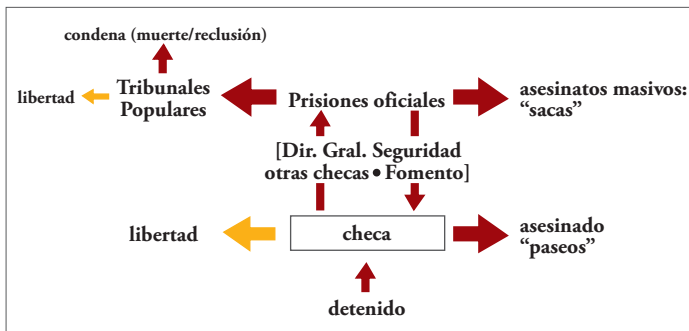 condena (muerte/reclusión)
libertad
Tribunales
Populares
Prisiones oficiales
asesinatos masivos:
“sacas”
[Dir. Gral. Seguridad
otras checas • Fomento]
libertad
checa
asesinado
“paseos”
detenido